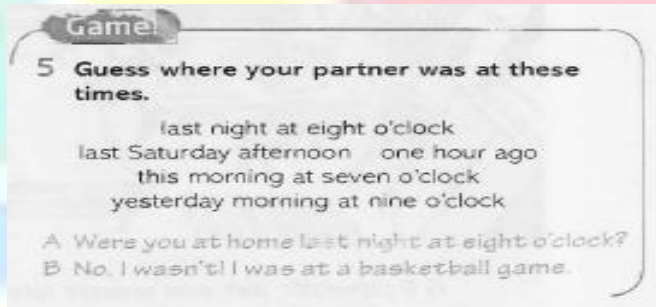 Game!
5 Guess where your partner was at these
times.
last night at eight o'clock
last Saturday afternoon one hour ago
this morning at seven o'clock
yesterday morning at nine o'clock
A Were you at home last night at eight o'clock?
B No, I wasn't! I was at a basketball game.